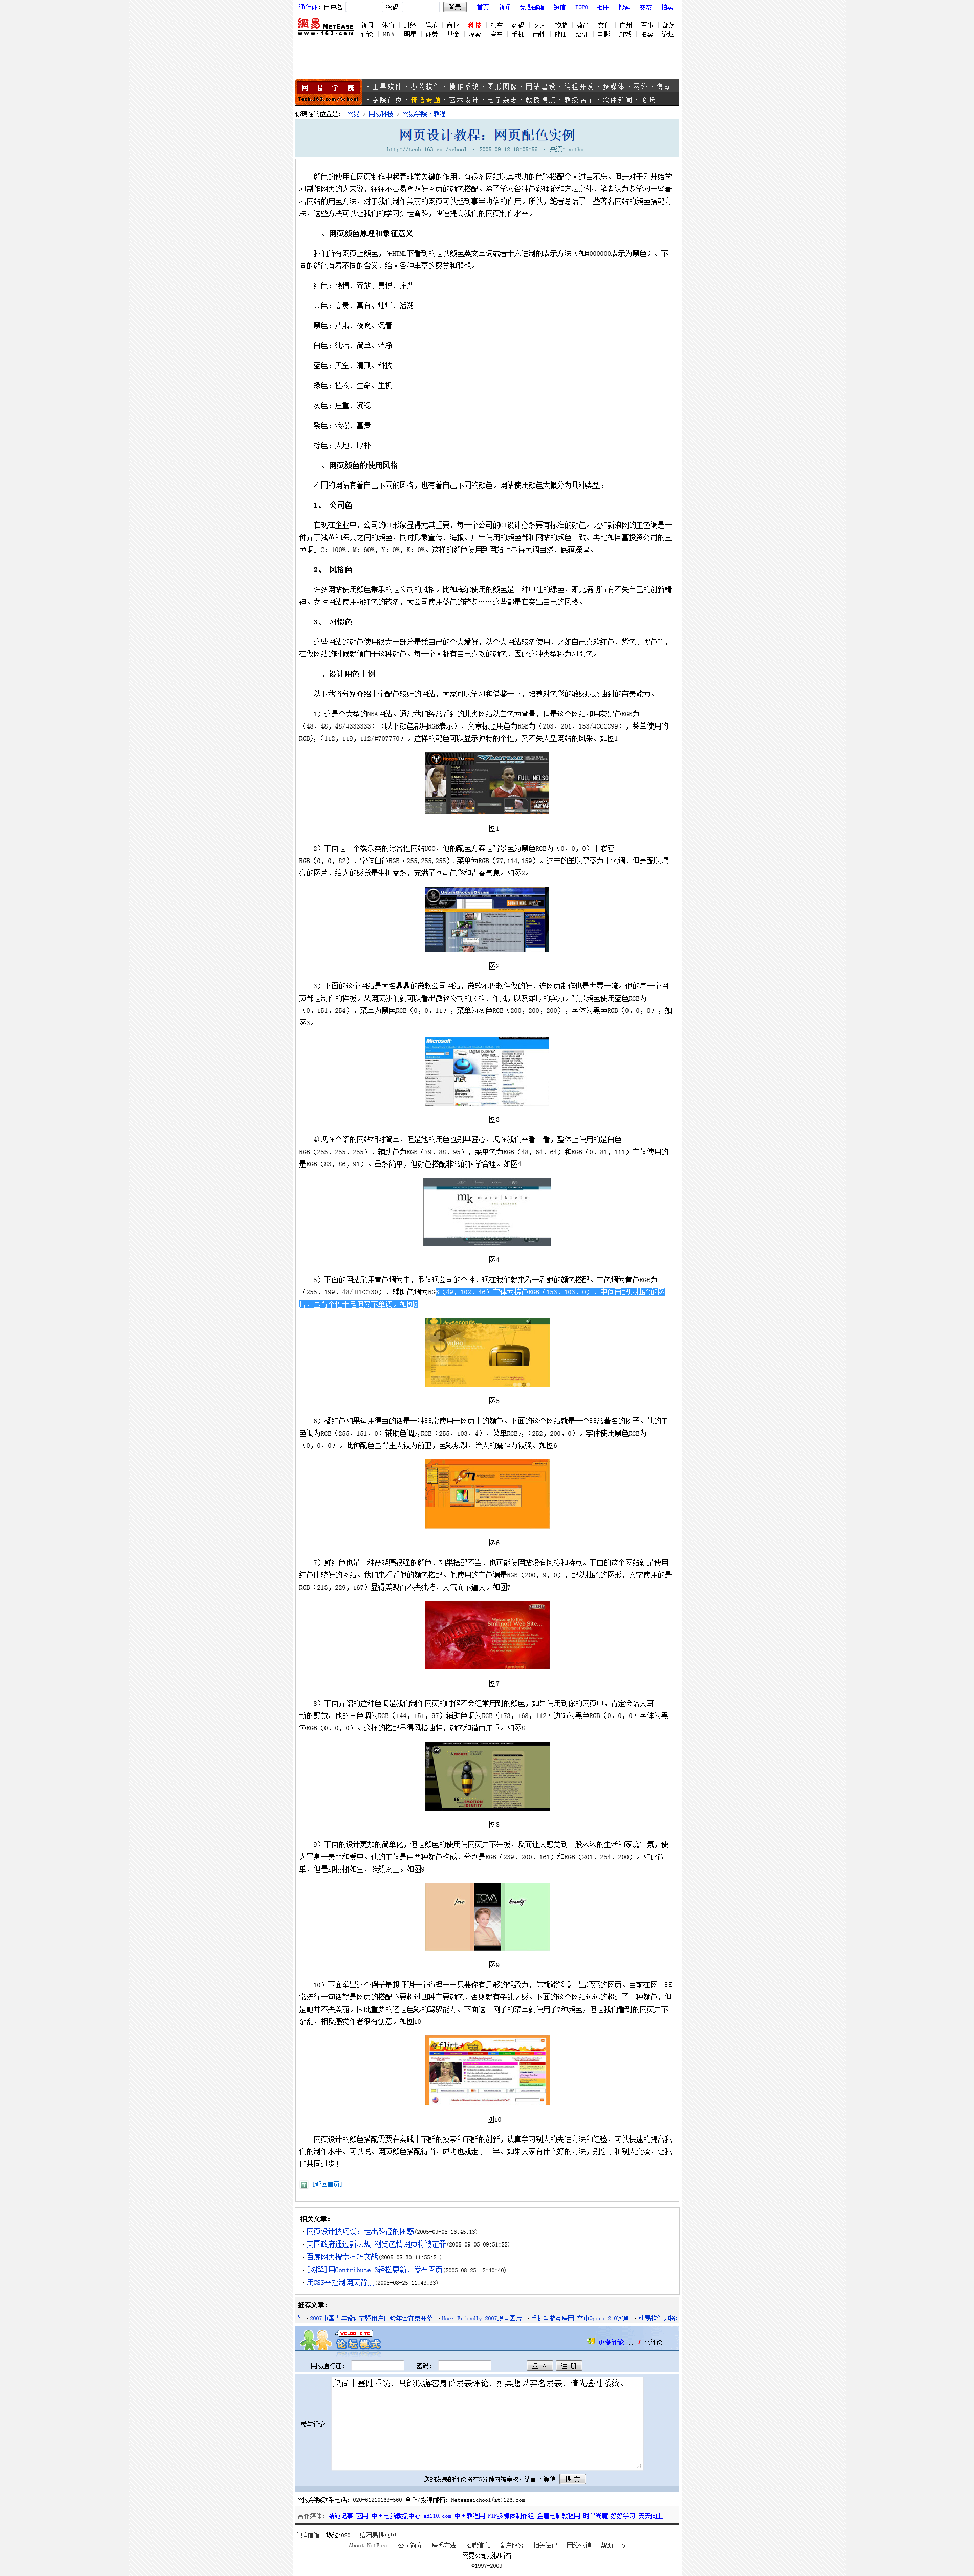 通行证：用户名 密码 登录 首页 - 新闻 - 免费邮箱 - 短信 - POPO - 相册 - 搜索 - 交友 - 拍卖
網易 NETEASE www.163.com
新闻 体育 财经 娱乐 商业 科技 汽车 数码 女人 旅游 教育 文化 广州 军事 部落
评论 NBA 明星 证券 基金 探索 房产 手机 两性 健康 培训 电影 游戏 拍卖 论坛
网易学院 tech.163.com/School
·工具软件·办公软件·操作系统·图形图像·网站建设·编程开发·多媒体·网络·病毒
·学院首页·精选专题·艺术设计·电子杂志·教授视点·教授名录·软件新闻·论坛
你现在的位置是： 网易 > 网易科技 > 网易学院·教程
网页设计教程：网页配色实例
http://tech.163.com/school · 2005-09-12 15:05:56 · 来源: netbox
颜色的使用在网页制作中起着非常关键的作用，有很多网站以其成功的色彩搭配令人过目不忘。但是对于刚开始学
习制作网页的人来说，往往不容易驾驭好网页的颜色搭配。除了学习各种色彩理论和方法之外，笔者认为多学习一些著
名网站的用色方法，对于我们制作美丽的网页可以起到事半功倍的作用。所以，笔者总结了一些著名网站的颜色搭配方
法，这些方法可以让我们的学习少走弯路，快速提高我们的网页制作水平。
一、网页颜色原理和象征意义
我们所有网页上颜色，在HTML下看到的是以颜色英文单词或者十六进制的表示方法（如#000000表示为黑色）。不
同的颜色有着不同的含义，给人各种丰富的感觉和联想。
红色：热情、奔放、喜悦、庄严
黄色：高贵、富有、灿烂、活泼
黑色：严肃、夜晚、沉着
白色：纯洁、简单、洁净
蓝色：天空、清爽、科技
绿色：植物、生命、生机
灰色：庄重、沉稳
紫色：浪漫、富贵
棕色：大地、厚朴
二、网页颜色的使用风格
不同的网站有着自己不同的风格，也有着自己不同的颜色。网站使用颜色大概分为几种类型：
1、 公司色
在现在企业中，公司的CI形象显得尤其重要，每一个公司的CI设计必然要有标准的颜色。比如新浪网的主色调是一
种介于浅黄和深黄之间的颜色，同时形象宣传、海报、广告使用的颜色都和网站的颜色一致。再比如国富投资公司的主
色调是C：100%，M：60%，Y：0%，K：0%。这样的颜色使用到网站上显得色调自然、底蕴深厚。
2、 风格色
许多网站使用颜色秉承的是公司的风格。比如海尔使用的颜色是一种中性的绿色，即充满朝气有不失自己的创新精
神。女性网站使用粉红色的较多，大公司使用蓝色的较多……这些都是在突出自己的风格。
3、 习惯色
这些网站的颜色使用很大一部分是凭自己的个人爱好，以个人网站较多使用，比如自己喜欢红色、紫色、黑色等，
在做网站的时候就倾向于这种颜色。每一个人都有自己喜欢的颜色，因此这种类型称为习惯色。
三、设计用色十例
以下我将分别介绍十个配色较好的网站，大家可以学习和借鉴一下，培养对色彩的敏感以及独到的审美能力。
1）这是个大型的NBA网站。通常我们经常看到的此类网站以白色为背景，但是这个网站却用灰黑色RGB为
（48，48，48/#333333）（以下颜色都用RGB表示），文章标题用色为RGB为（203，201，153/#CCCC99），菜单使用的
RGB为（112，119，112/#707770）。这样的配色可以显示独特的个性，又不失大型网站的风采。如图1
FULL NELSON
图1
2）下面是一个娱乐类的综合性网站UGO，他的配色方案是背景色为黑色RGB为（0，0，0）中嵌套
RGB（0，0，82），字体白色RGB（255,255,255）,菜单为RGB（77,114,159）。这样的虽以黑蓝为主色调，但是配以漂
亮的图片，给人的感觉是生机盎然，充满了互动色彩和青春气息。如图2。
图2
3）下面的这个网站是大名鼎鼎的微软公司网站，微软不仅软件做的好，连网页制作也是世界一流。他的每一个网
页都是制作的样板。从网页我们就可以看出微软公司的风格、作风，以及雄厚的实力。背景颜色使用蓝色RGB为
（0，151，254），菜单为黑色RGB（0，0，11），菜单为灰色RGB（200，200，200），字体为黑色RGB（0，0，0），如
图3。
Microsoft
图3
4)现在介绍的网站相对简单，但是她的用色也别具匠心，现在我们来看一看，整体上使用的是白色
RGB（255，255，255），辅助色为RGB（79，88，95），菜单色为RGB（48，64，64）和RGB（0，81，111）字体使用的
是RGB（83，86，91）。虽然简单，但颜色搭配非常的科学合理。如图4
mk marc|klein
图4
5）下面的网站采用黄色调为主，很体现公司的个性，现在我们就来看一看她的颜色搭配。主色调为黄色RGB为
（255，199，48/#FFC730），辅助色调为RGB（49，102，46）字体为棕色RGB（153，103，0），中间再配以抽象的图
片，显得个性十足但又不单调。如图5
图5
6）橘红色如果运用得当的话是一种非常使用于网页上的颜色。下面的这个网站就是一个非常著名的例子。他的主
色调为RGB（255，151，0）辅助色调为RGB（255，103，4），菜单RGB为（252，200，0）。字体使用黑色RGB为
（0，0，0）。此种配色显得主人较为前卫，色彩热烈，给人的震憾力较强。如图6
图6
7）鲜红色也是一种震撼感很强的颜色，如果搭配不当，也可能使网站没有风格和特点。下面的这个网站就是使用
红色比较好的网站。我们来看看他的颜色搭配。他使用的主色调是RGB（200，9，0），配以抽象的图形，文字使用的是
RGB（213，229，167）显得美观而不失独特，大气而不逼人。如图7
图7
8）下面介绍的这种色调是我们制作网页的时候不会经常用到的颜色，如果使用到你的网页中，肯定会给人耳目一
新的感觉。他的主色调为RGB（144，151，97）辅助色调为RGB（173，168，112）边饰为黑色RGB（0，0，0）字体为黑
色RGB（0，0，0）。这样的搭配显得风格独特，颜色和谐而庄重。如图8
图8
9）下面的设计更加的简单化，但是颜色的使用使网页并不呆板，反而让人感觉到一股浓浓的生活和家庭气氛，使
人置身于美丽和爱中。他的主体是由两种颜色构成，分别是RGB（239，200，161）和RGB（201，254，200）。如此简
单，但是却栩栩如生，跃然网上。如图9
love TOVA beauty
图9
10）下面举出这个例子是想证明一个道理——只要你有足够的想象力，你就能够设计出漂亮的网页。目前在网上非
常流行一句话就是网页的搭配不要超过四种主要颜色，否则就有杂乱之感。下面的这个网站远远的超过了三种颜色，但
是她并不失美丽。因此重要的还是色彩的驾驭能力。下面这个例子的菜单就使用了7种颜色，但是我们看到的网页并不
杂乱，相反感觉作者很有创意。如图10
flirt
图10
网页设计的颜色搭配需要在实践中不断的摸索和不断的创新，认真学习别人的先进方法和经验，可以快速的提高我
们的制作水平。可以说。网页颜色搭配得当，成功也就走了一半。如果大家有什么好的方法，别忘了和别人交流，让我
们共同进步！
[返回首页]
相关文章：
·网页设计技巧谈：走出路径的困惑(2005-09-05 16:45:13)
·英国政府通过新法规 浏览色情网页将被定罪(2005-09-05 09:51:22)
·百度网页搜索技巧实战(2005-08-30 11:55:21)
·[图解]用Contribute 3轻松更新、发布网页(2005-08-25 12:40:40)
·用CSS来控制网页背景(2005-08-25 11:43:33)
推荐文章：
·2007中国青年设计书暨用户体验年会在京开幕 ·User Friendly 2007现场图片 ·手机畅游互联网 空中Opera 2.0实测 ·动易软件即将
WELCOME TO 论坛模式 更多评论 共 1 条评论
网易通行证： 密码： 登 入 注 册
您尚未登陆系统，只能以游客身份发表评论，如果想以实名发表，请先登陆系统。
参与评论
您的发表的评论将在5分钟内被审核，请耐心等待 提 交
网易学院联系电话：020-61210163-560 合作/投稿邮箱：NeteaseSchool(at)126.com
合作媒体：结绳记事 艺网 中国电脑救援中心 ad110.com 中国教程网 PIP多媒体制作组 金鹰电脑教程网 时代光魔 好好学习 天天向上
主编信箱 热线:020- 给网易提意见
About NetEase - 公司简介 - 联系方法 - 招聘信息 - 客户服务 - 相关法律 - 网络营销 - 帮助中心
网易公司版权所有
©1997-2009